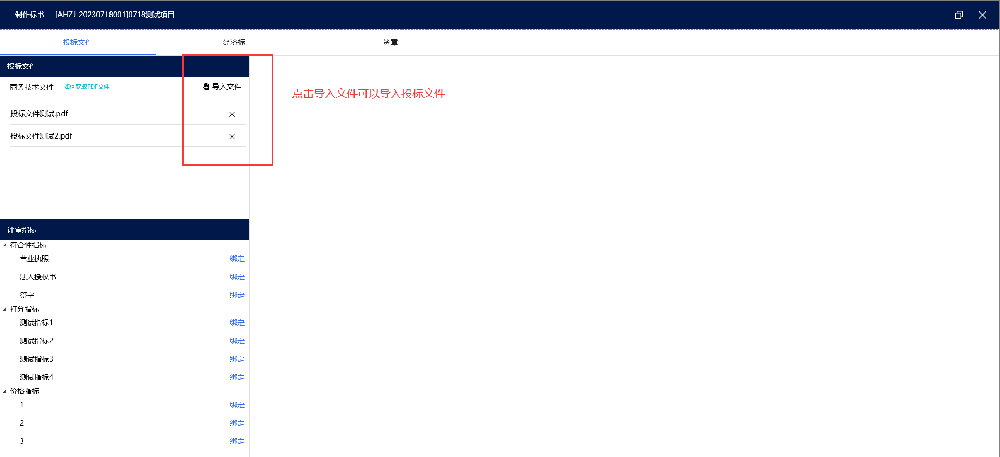 制作标书 [AHZJ-20230718001]0718测试项目
投标文件 经济标 签章
投标文件
商务技术文件 如何获取PDF文件 导入文件
点击导入文件可以导入投标文件
投标文件测试.pdf
投标文件测试2.pdf
评审指标
符合性指标
营业执照 绑定
法人授权书 绑定
签字 绑定
打分指标
测试指标1 绑定
测试指标2 绑定
测试指标3 绑定
测试指标4 绑定
价格指标
1 绑定
2 绑定
3 绑定